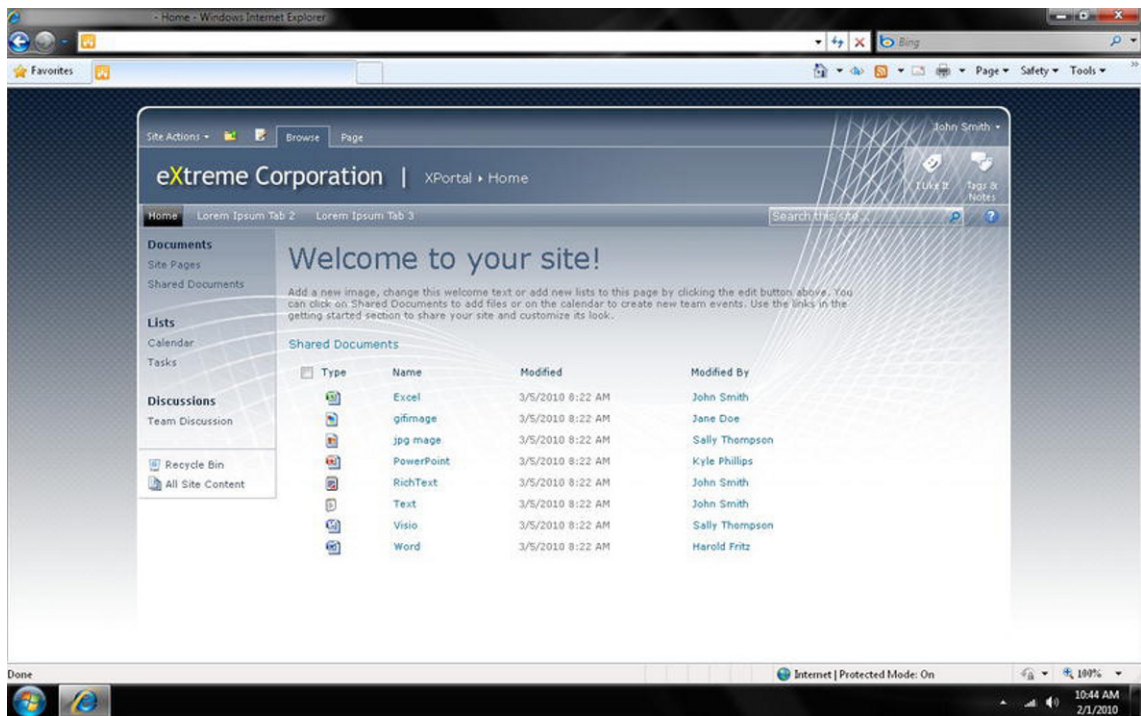 - Home - Windows Internet Explorer
Bing
Favorites
Page Safety Tools
Site Actions Browse Page John Smith
eXtreme Corporation | XPortal Home
I Like It Tags & Notes
Home Lorem Ipsum Tab 2 Lorem Ipsum Tab 3 Search this site...
Documents
Site Pages
Shared Documents
Lists
Calendar
Tasks
Discussions
Team Discussion
Recycle Bin
All Site Content
Welcome to your site!
Add a new image, change this welcome text or add new lists to this page by clicking the edit button above. You
can click on Shared Documents to add files or on the calendar to create new team events. Use the links in the
getting started section to share your site and customize its look.
Shared Documents
Type Name Modified Modified By
Excel 3/5/2010 8:22 AM John Smith
gifimage 3/5/2010 8:22 AM Jane Doe
jpg mage 3/5/2010 8:22 AM Sally Thompson
PowerPoint 3/5/2010 8:22 AM Kyle Phillips
RichText 3/5/2010 8:22 AM John Smith
Text 3/5/2010 8:22 AM John Smith
Visio 3/5/2010 8:22 AM Sally Thompson
Word 3/5/2010 8:22 AM Harold Fritz
Done Internet | Protected Mode: On 100%
10:44 AM
2/1/2010